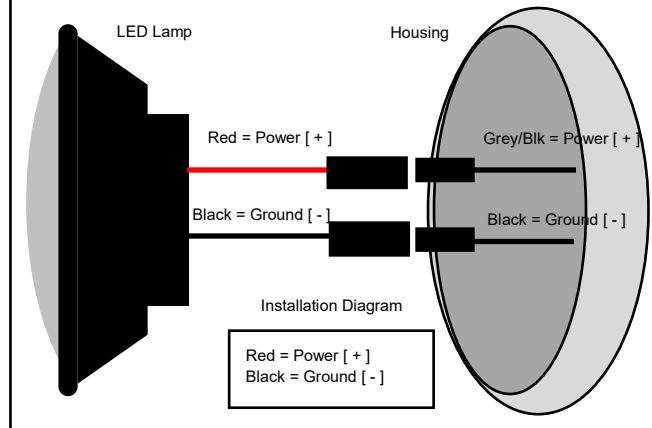 LED Lamp
Housing
Red = Power [ + ]
Grey/Blk = Power [ + ]
Black = Ground [ - ]
Black = Ground [ - ]
Installation Diagram
Red = Power [ + ]
Black = Ground [ - ]